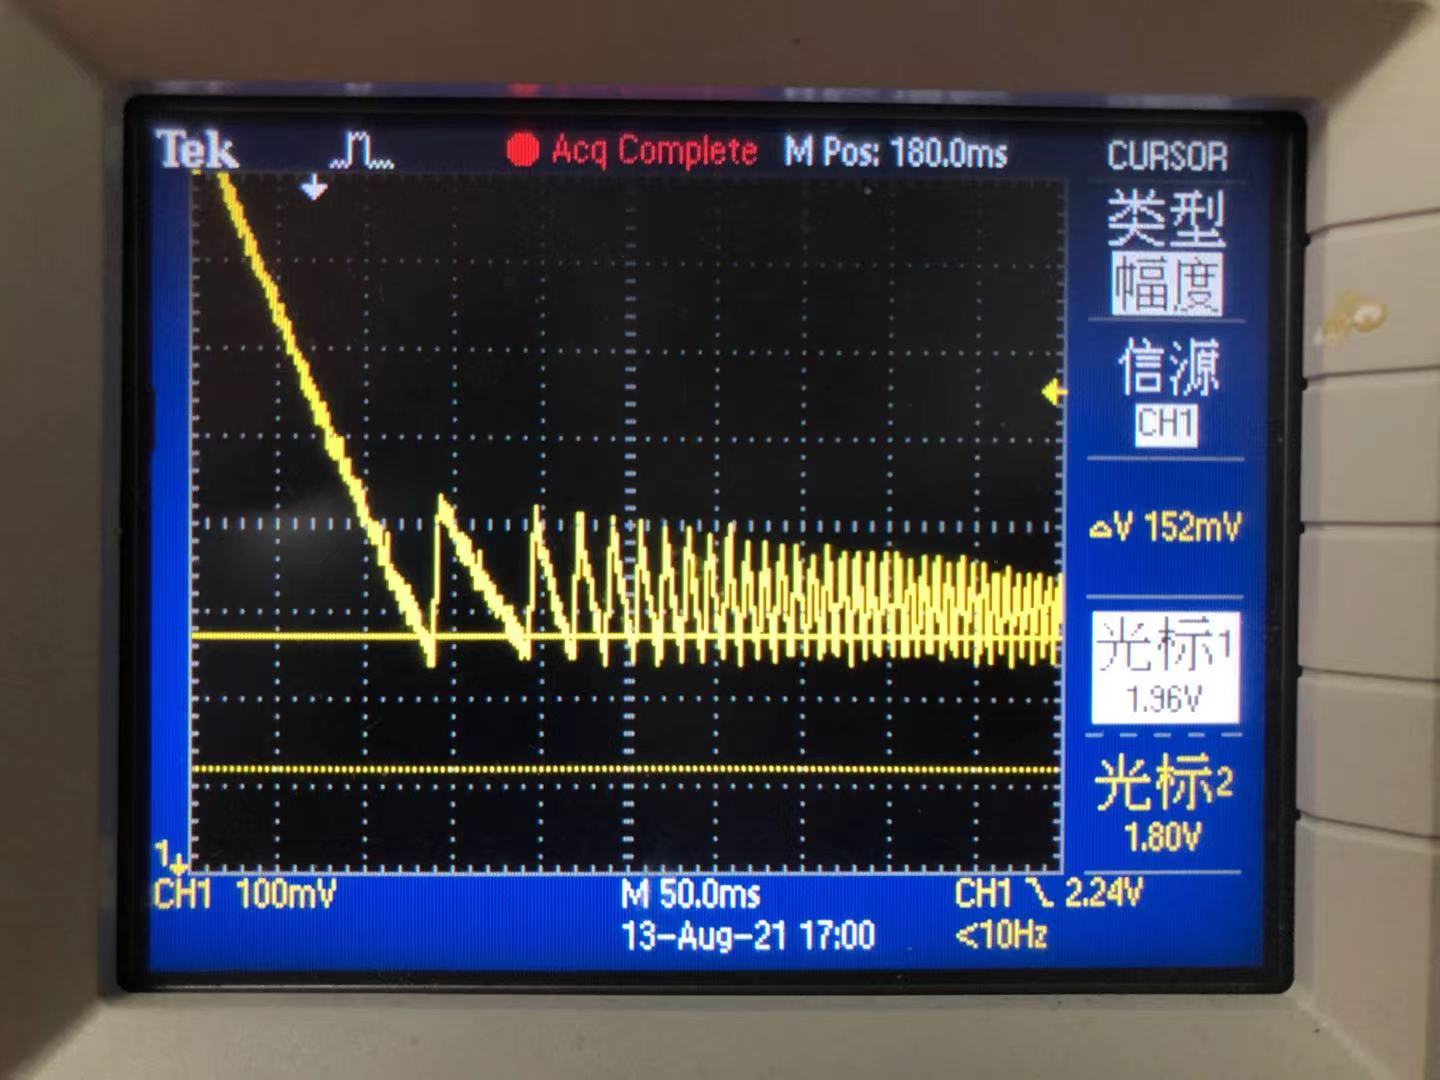 Tek Acq Complete M Pos: 180.0ms CURSOR
类型
幅度
信源
CH1
△V 152mV
光标1
1.96V
光标2
1.80V
1
CH1 100mV M 50.0ms CH1 2.24V
13-Aug-21 17:00 <10Hz